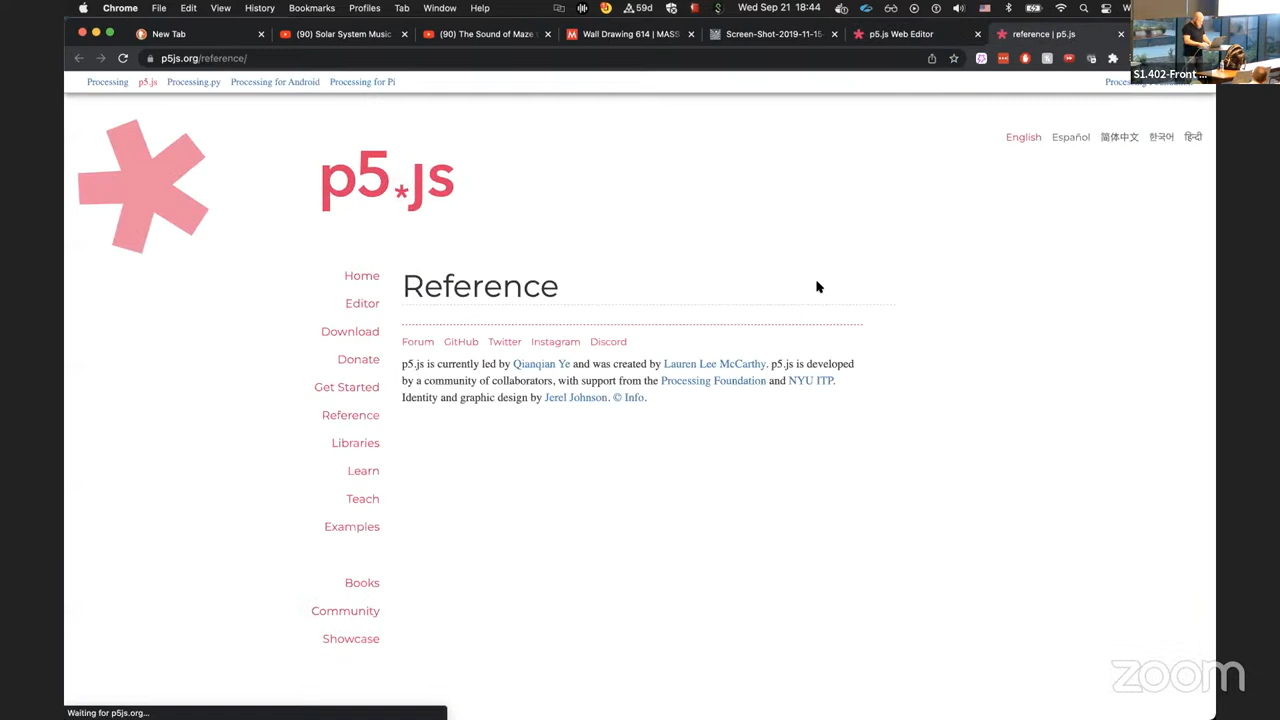 Chrome File Edit View History Bookmarks Profiles Tab Window Help 59d Wed Sep 21 18:44
New Tab
(90) Solar System Music
(90) The Sound of Maze
Wall Drawing 614 | MASS
Screen-Shot-2019-11-15-
p5.js Web Editor
reference | p5.js
p5js.org/reference/
S1.402-Front ...
Processing p5.js Processing.py Processing for Android Processing for Pi
English Español 简体中文 한국어 हिन्दी
p5*js
Home
Editor
Download
Donate
Get Started
Reference
Libraries
Learn
Teach
Examples
Books
Community
Showcase
Reference
Forum GitHub Twitter Instagram Discord
p5.js is currently led by Qianqian Ye and was created by Lauren Lee McCarthy. p5.js is developed
by a community of collaborators, with support from the Processing Foundation and NYU ITP.
Identity and graphic design by Jerel Johnson. © Info.
zoom
Waiting for p5js.org...